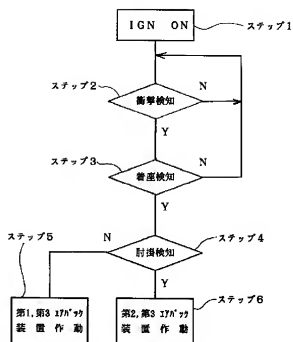 IGN ON
ステップ1
ステップ2
衝撃検知
N
Y
ステップ3
着座検知
N
Y
ステップ4
肘掛検知
N
Y
ステップ5
第1,第3 エアバック
装置作動
ステップ6
第2,第3 エアバック
装置作動